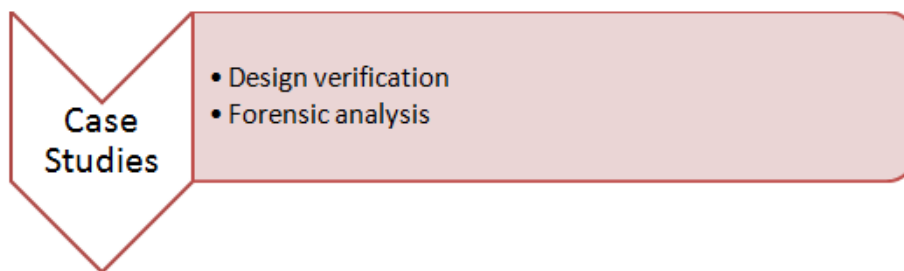 Case
Studies
• Design verification
• Forensic analysis